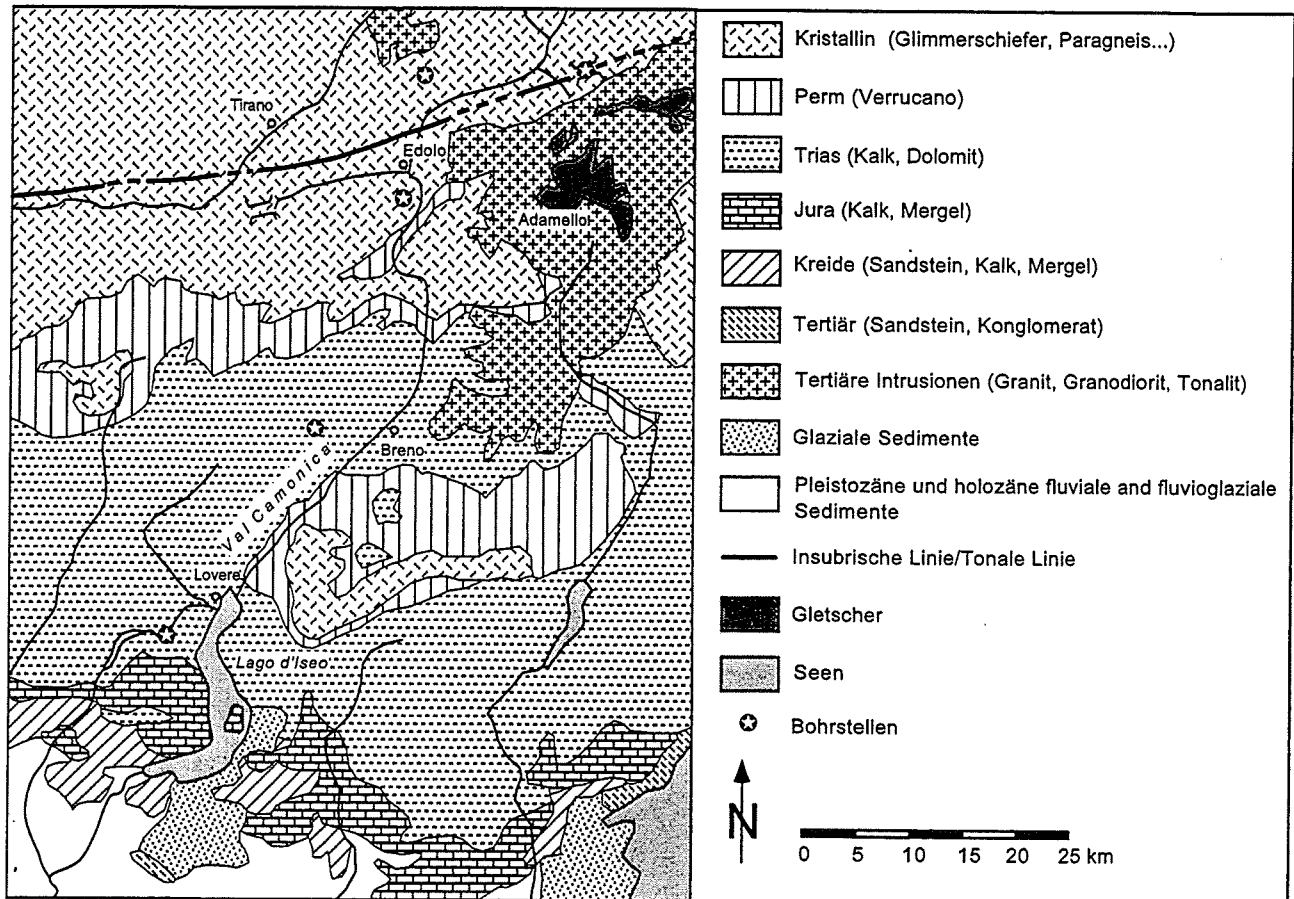 Tirano
Edolo
Adamello
Breno
Val Camonica
Lovere
Lago d'Iseo
Kristallin (Glimmerschiefer, Paragneis...)
Perm (Verrucano)
Trias (Kalk, Dolomit)
Jura (Kalk, Mergel)
Kreide (Sandstein, Kalk, Mergel)
Tertiär (Sandstein, Konglomerat)
Tertiäre Intrusionen (Granit, Granodiorit, Tonalit)
Glaziale Sedimente
Pleistozäne und holozäne fluviale and fluvioglaziale
Sedimente
Insubrische Linie/Tonale Linie
Gletscher
Seen
Bohrstellen
N
0 5 10 15 20 25 km